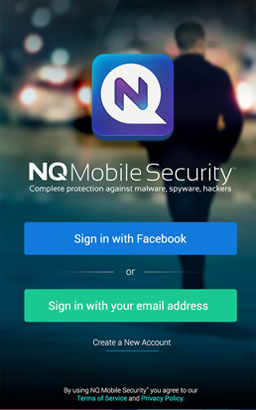 N
NQ Mobile Security™
Complete protection against malware, spyware, hackers
Sign in with Facebook
or
Sign in with your email address
Create a New Account
By using NQ Mobile Security™ you agree to our
Terms of Service and Privacy Policy.